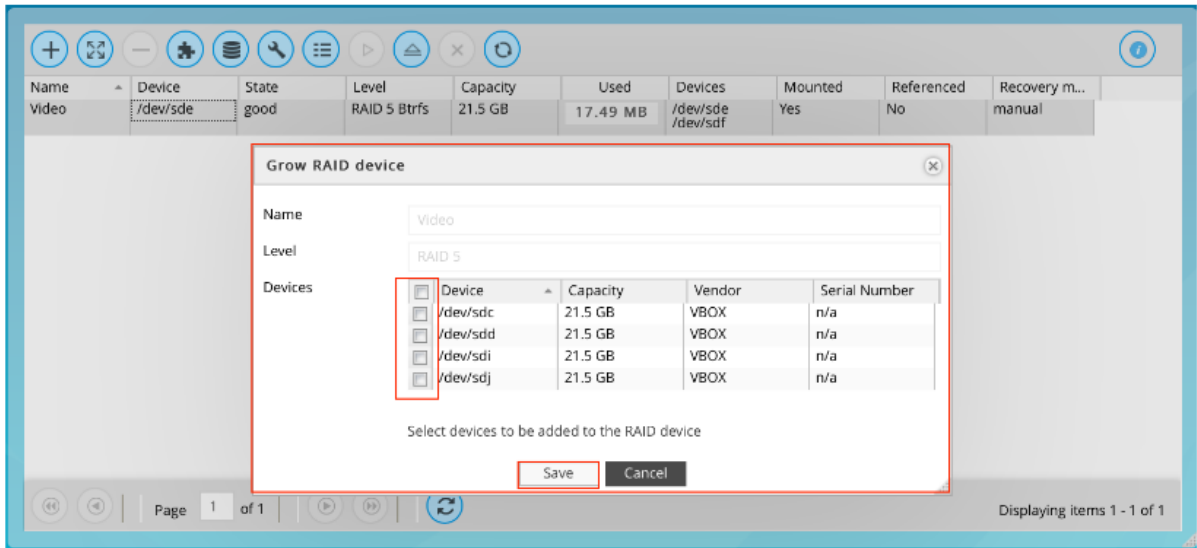 Name Device State Level Capacity Used Devices Mounted Referenced Recovery m...
Video /dev/sde good RAID 5 Btrfs 21.5 GB 17.49 MB /dev/sde Yes No manual
/dev/sdf
Grow RAID device
Name Video
Level RAID 5
Devices Device Capacity Vendor Serial Number
/dev/sdc 21.5 GB VBOX n/a
/dev/sdd 21.5 GB VBOX n/a
/dev/sdi 21.5 GB VBOX n/a
/dev/sdj 21.5 GB VBOX n/a
Select devices to be added to the RAID device
Save Cancel
Page 1 of 1 Displaying items 1 - 1 of 1